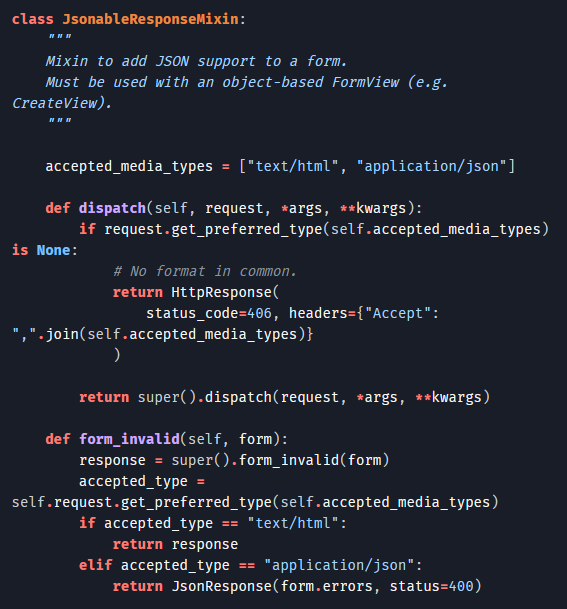 class JsonableResponseMixin:
    """
    Mixin to add JSON support to a form.
    Must be used with an object-based FormView (e.g.
CreateView).
    """

    accepted_media_types = ["text/html", "application/json"]

    def dispatch(self, request, *args, **kwargs):
        if request.get_preferred_type(self.accepted_media_types)
is None:
            # No format in common.
            return HttpResponse(
                status_code=406, headers={"Accept":
",".join(self.accepted_media_types)}
            )

        return super().dispatch(request, *args, **kwargs)

    def form_invalid(self, form):
        response = super().form_invalid(form)
        accepted_type =
self.request.get_preferred_type(self.accepted_media_types)
        if accepted_type == "text/html":
            return response
        elif accepted_type == "application/json":
            return JsonResponse(form.errors, status=400)